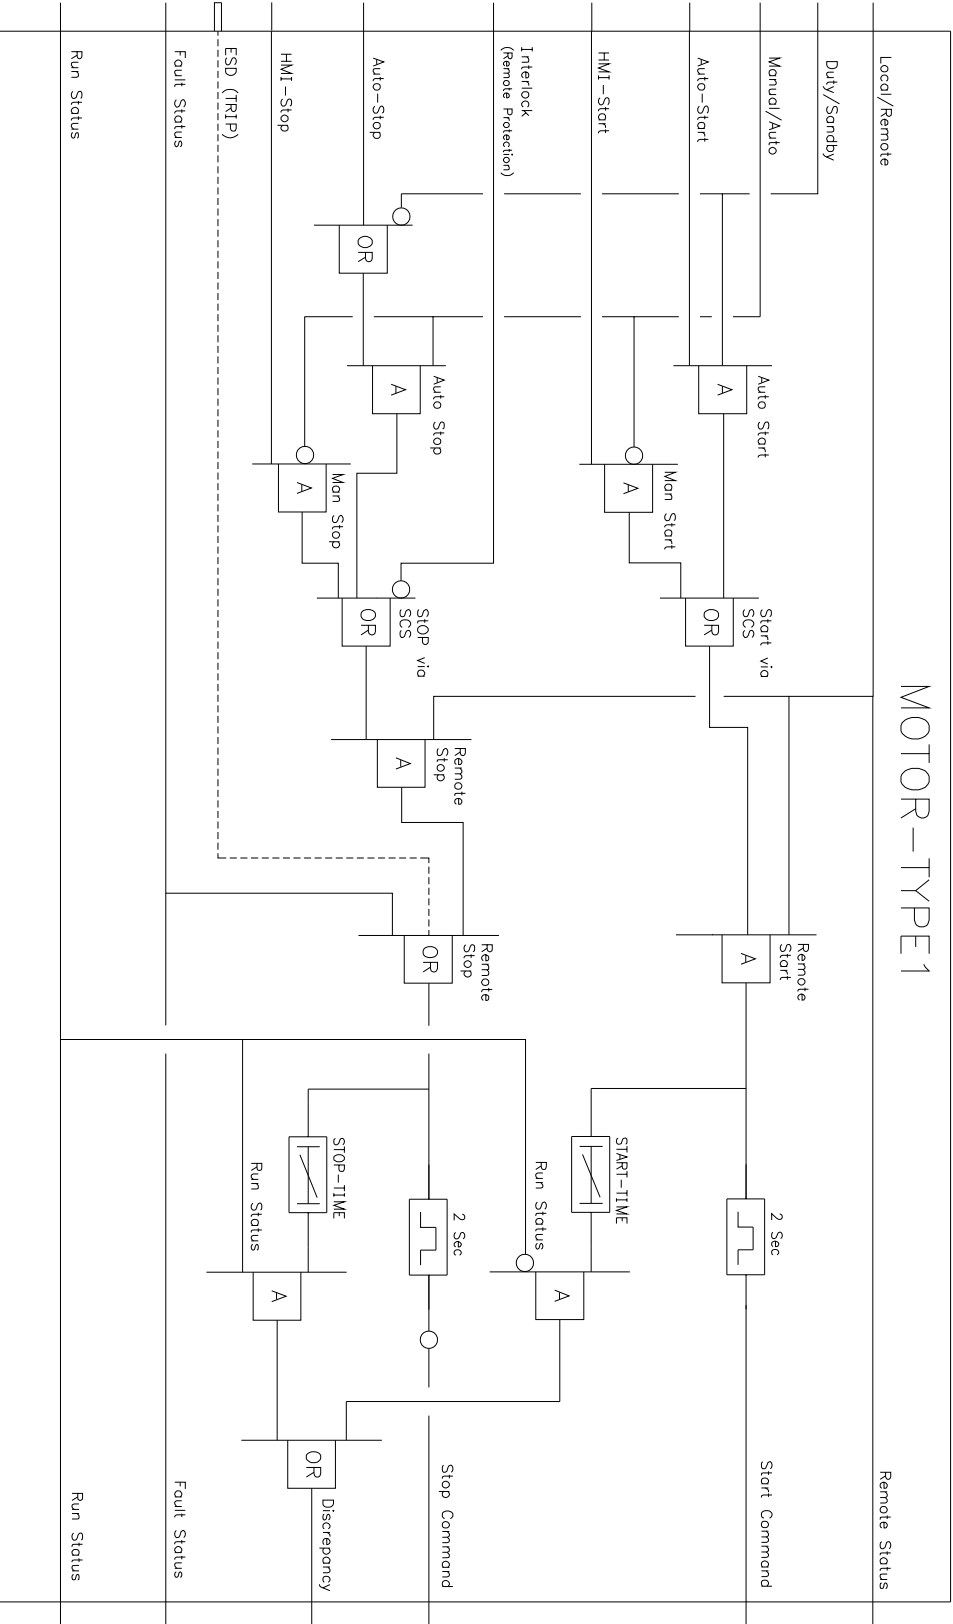 MOTOR-TYPE1
Local/Remote
Duty/Sandby
Manual/Auto
Auto-Start
HMI-Start
Interlock
(Remote Protection)
Auto-Stop
HMI-Stop
ESD (TRIP)
Fault Status
Run Status
OR
A
Auto Start
A
Auto Stop
A
Man Start
A
Man Stop
OR
Start via
SCS
OR
StOP via
SCS
A
Remote
Stop
A
Remote
Start
OR
Remote
Stop
START-TIME
STOP-TIME
Run Status
Run Status
2 Sec
2 Sec
A
A
OR
Remote Status
Start Command
Stop Command
Discrepancy
Fault Status
Run Status